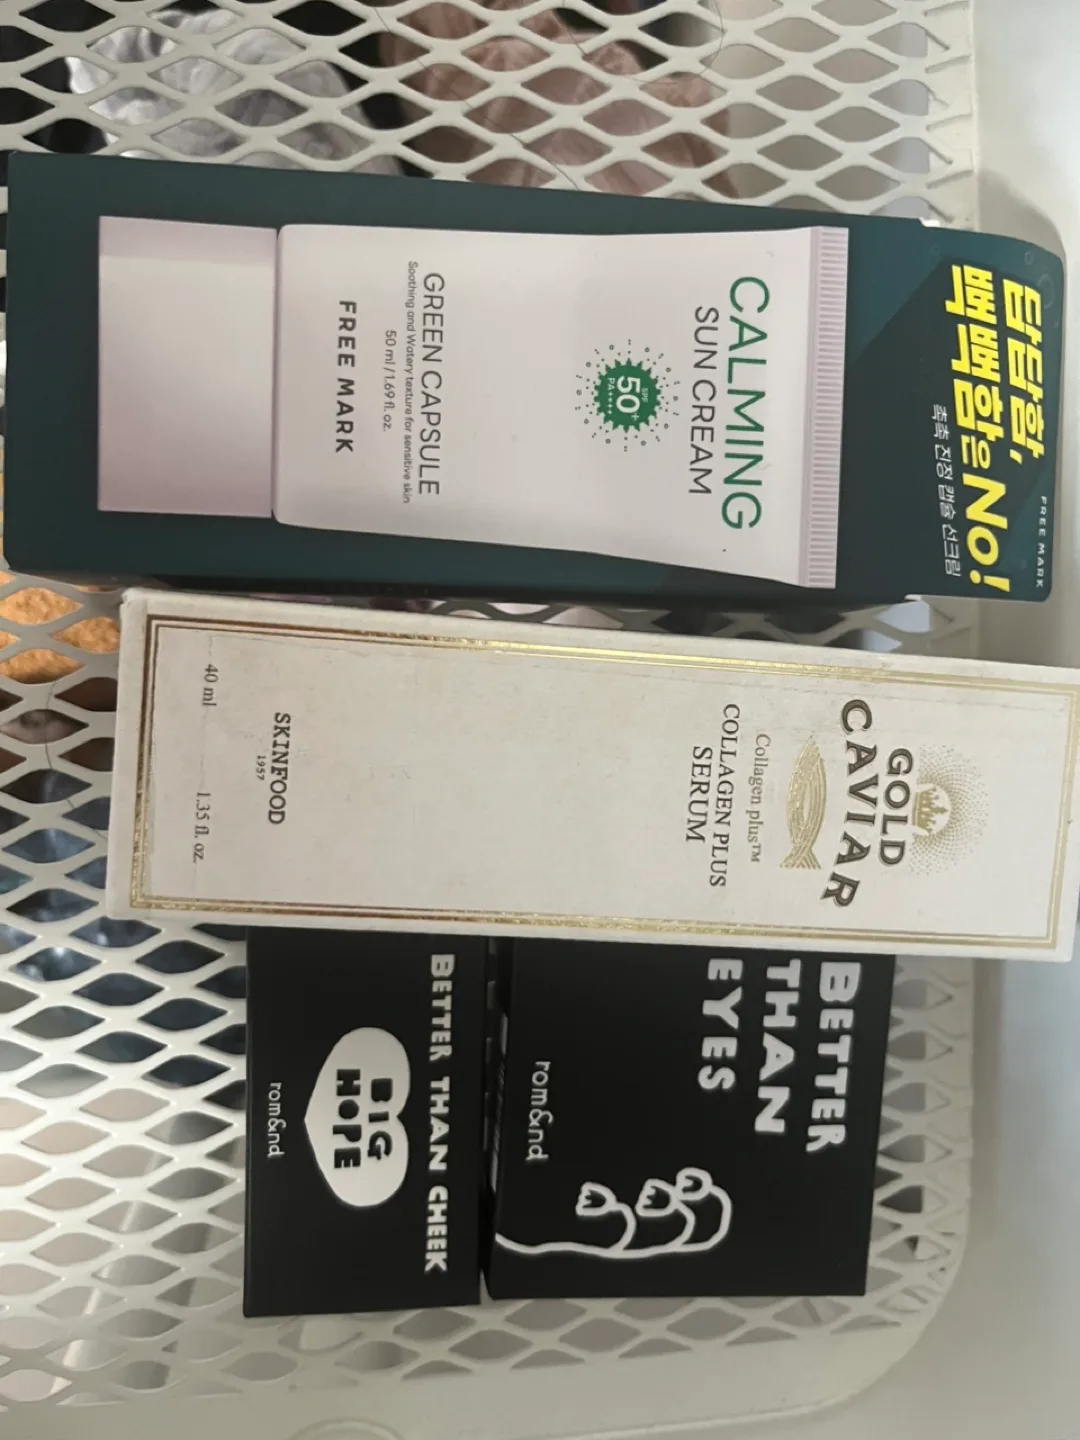 FREE MARK
답답함,
뻑뻑함은 No!
촉촉 진정 캡슐 선크림
CALMING
SUN CREAM
SPF
50+
PA++++
GREEN CAPSULE
Soothing and Watery texture for sensitive skin
50 ml / 1.69 fl. oz.
FREE MARK
GOLD
CAVIAR
Collagen plus™
COLLAGEN PLUS
SERUM
SKINFOOD
1957
40 ml
1.35 fl. oz.
BETTER
THAN
EYES
rom&nd
BETTER THAN CHEEK
BIG
HOPE
rom&nd